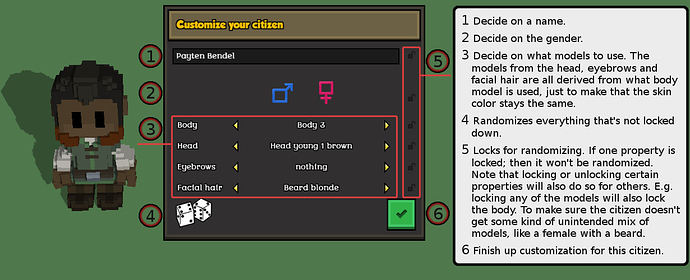 Customize your citizen
1
Payten Bendel
5
2
3
Body
Body 3
Head
Head young 1 brown
Eyebrows
nothing
Facial hair
Beard blonde
4
6
1 Decide on a name.
2 Decide on the gender.
3 Decide on what models to use. The
models from the head, eyebrows and
facial hair are all derived from what body
model is used, just to make that the skin
color stays the same.
4 Randomizes everything that's not locked
down.
5 Locks for randomizing. If one property is
locked; then it won't be randomized.
Note that locking or unlocking certain
properties will also do so for others. E.g.
locking any of the models will also lock
the body. To make sure the citizen doesn't
get some kind of unintended mix of
models, like a female with a beard.
6 Finish up customization for this citizen.